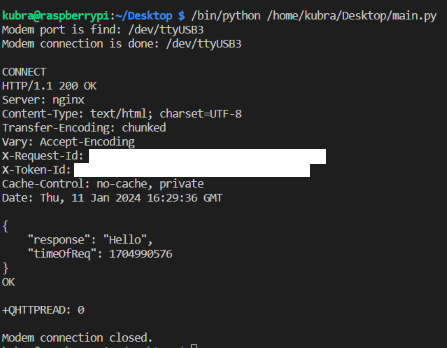 kubra@raspberrypi:~/Desktop $ /bin/python /home/kubra/Desktop/main.py
Modem port is find: /dev/ttyUSB3
Modem connection is done: /dev/ttyUSB3
CONNECT
HTTP/1.1 200 OK
Server: nginx
Content-Type: text/html; charset=UTF-8
Transfer-Encoding: chunked
Vary: Accept-Encoding
X-Request-Id:
X-Token-Id:
Cache-Control: no-cache, private
Date: Thu, 11 Jan 2024 16:29:36 GMT
{
    "response": "Hello",
    "timeOfReq": 1704990576
}
OK
+QHTTPREAD: 0
Modem connection closed.